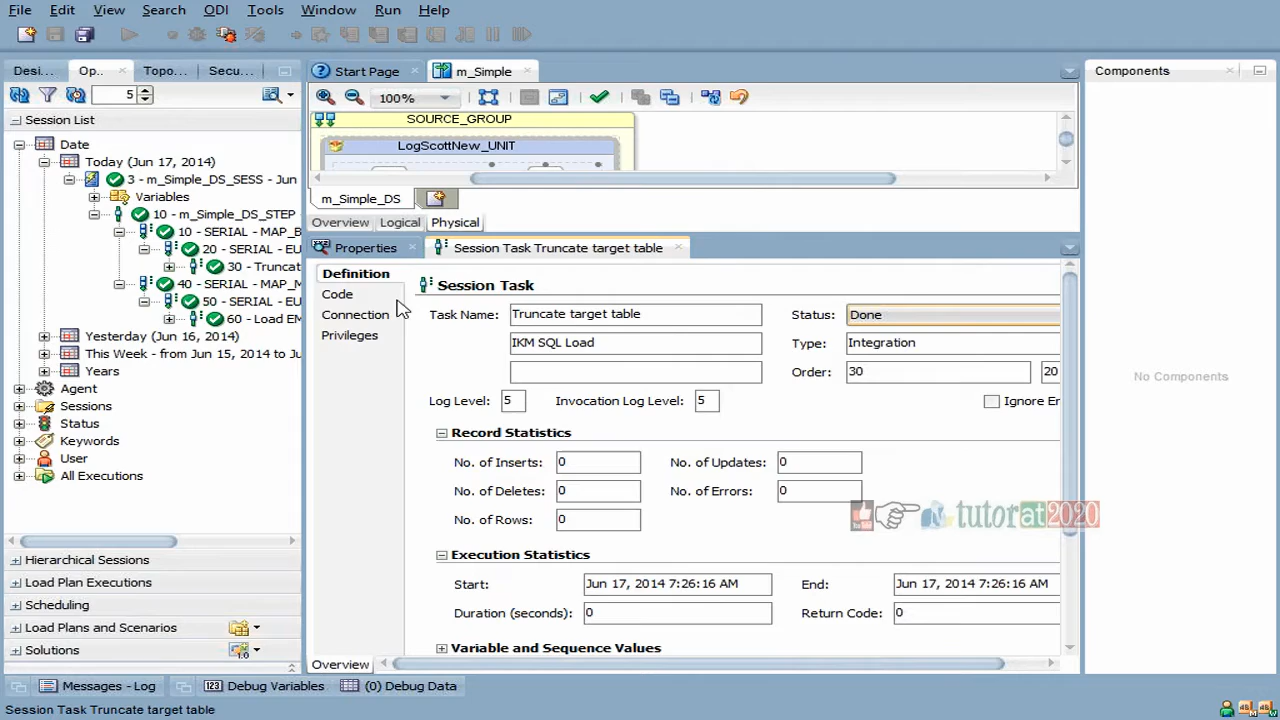 File Edit View Search ODI Tools Window Run Help
Desi... Op.. Topo... Secu...
Start Page m_Simple
Components
5
100%
Session List
Date
Today (Jun 17, 2014)
3 - m_Simple_DS_SESS - Jun
Variables
10 - m_Simple_DS_STEP
10 - SERIAL - MAP_B
20 - SERIAL - EU
30 - Truncat
40 - SERIAL - MAP_M
50 - SERIAL - EU
60 - Load EM
Yesterday (Jun 16, 2014)
This Week - from Jun 15, 2014 to Ju
Years
Agent
Sessions
Status
Keywords
User
All Executions
Hierarchical Sessions
Load Plan Executions
Scheduling
Load Plans and Scenarios
Solutions
SOURCE_GROUP
LogScottNew_UNIT
m_Simple_DS
Overview Logical Physical
Properties Session Task Truncate target table
Definition
Code
Connection
Privileges
Session Task
Task Name: Truncate target table Status: Done
IKM SQL Load Type: Integration
Order: 30 20
Log Level: 5 Invocation Log Level: 5 Ignore Er
Record Statistics
No. of Inserts: 0 No. of Updates: 0
No. of Deletes: 0 No. of Errors: 0
No. of Rows: 0
Execution Statistics
Start: Jun 17, 2014 7:26:16 AM End: Jun 17, 2014 7:26:16 AM
Duration (seconds): 0 Return Code: 0
Variable and Sequence Values
Overview
No Components
tutorat2020
Messages - Log Debug Variables (0) Debug Data
Session Task Truncate target table